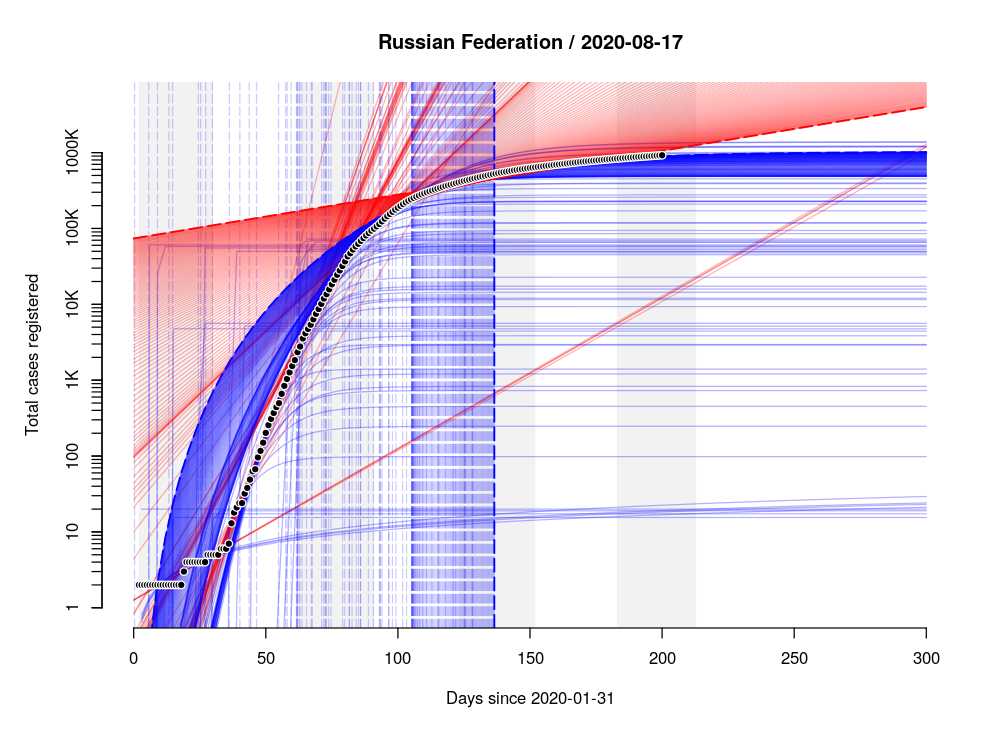 Russian Federation / 2020-08-17
Total cases registered
1000K
100K
10K
1K
100
10
1
0 50 100 150 200 250 300
Days since 2020-01-31